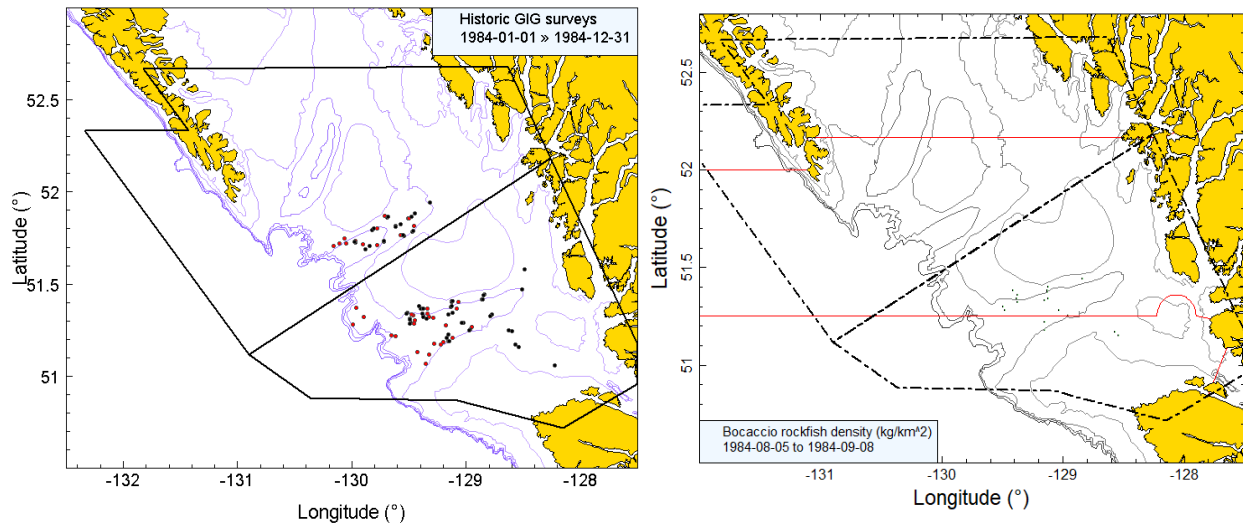 Historic GIG surveys
1984-01-01 » 1984-12-31
52.5
52
51.5
51
Latitude (°)
-132
-131
-130
-129
-128
Longitude (°)
52.5
52
51.5
51
Latitude (°)
Bocaccio rockfish density (kg/km^2)
1984-08-05 to 1984-09-08
-131
-130
-129
-128
Longitude (°)